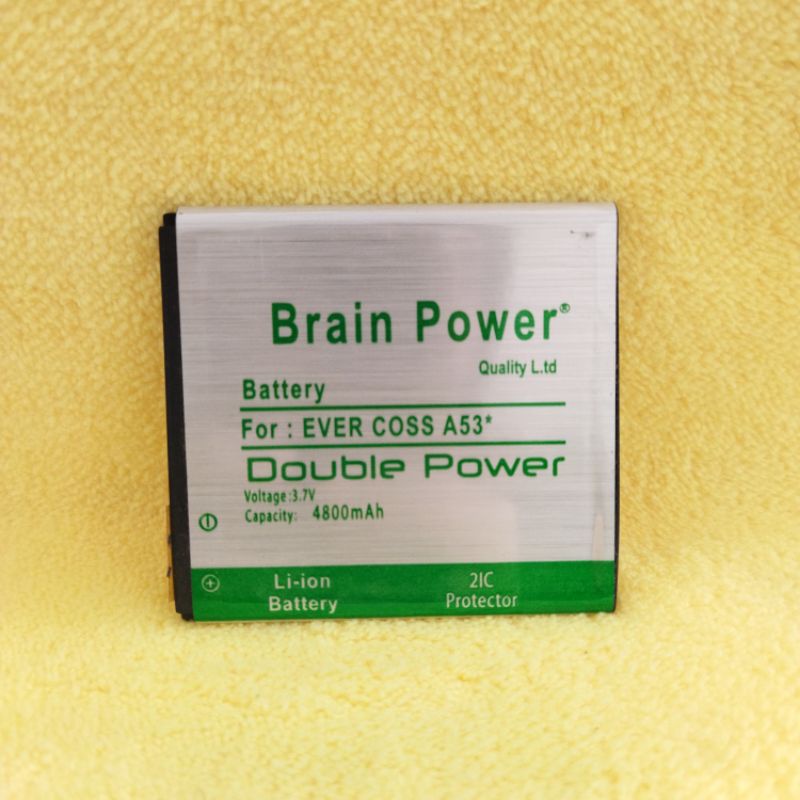 Brain Power®
Quality L.td
Battery
For : EVER COSS A53*
Double Power
Voltage:3.7V
Capacity: 4800mAh
Li-ion Battery
2IC Protector